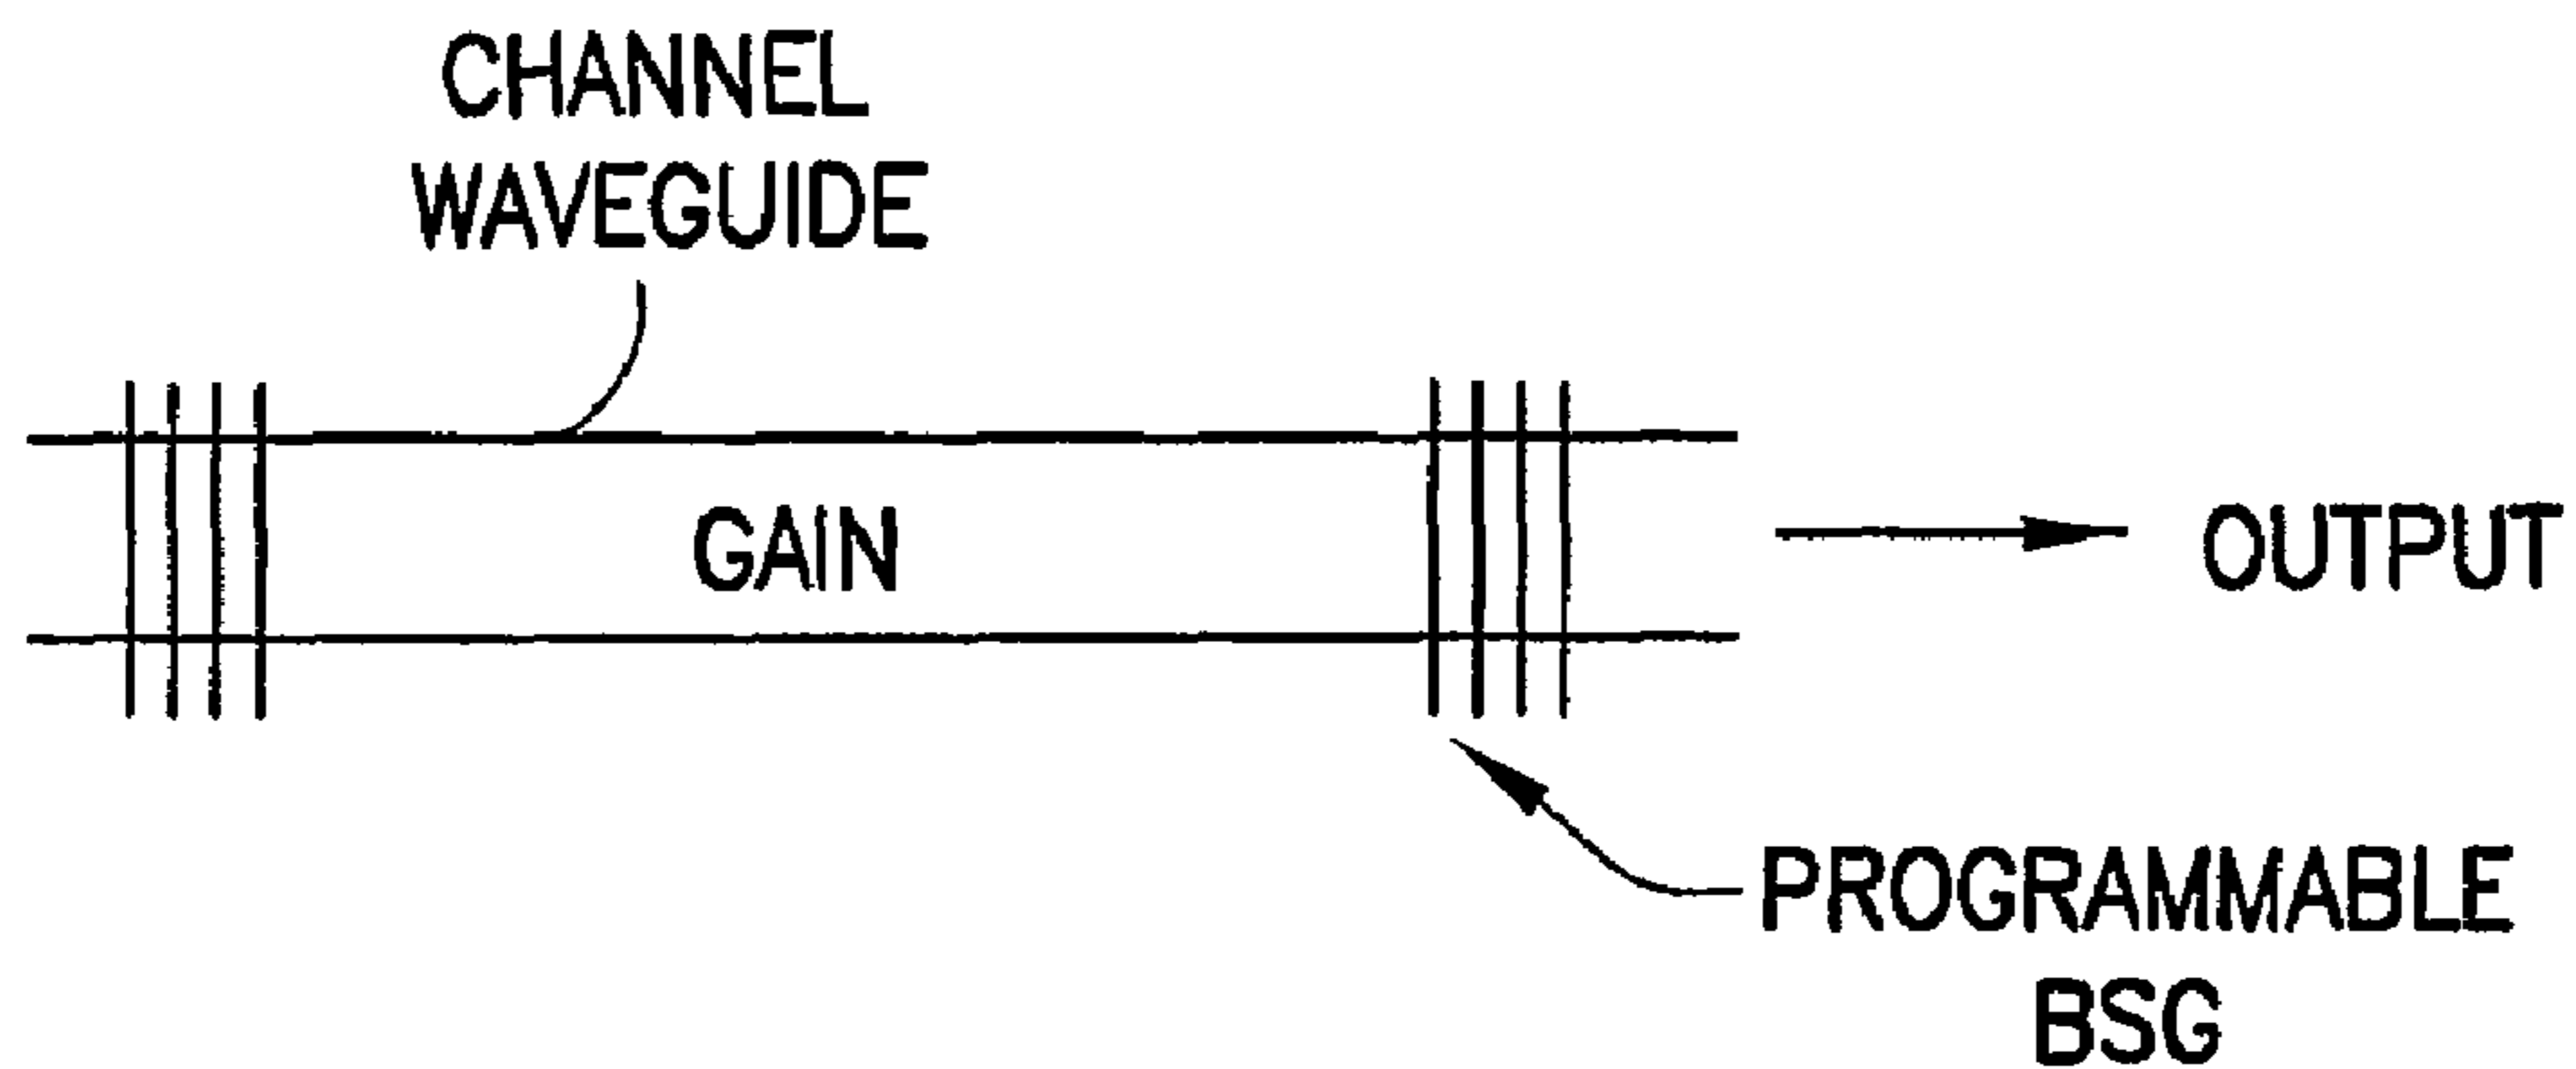 CHANNEL
WAVEGUIDE
GAIN
OUTPUT
PROGRAMMABLE
BSG